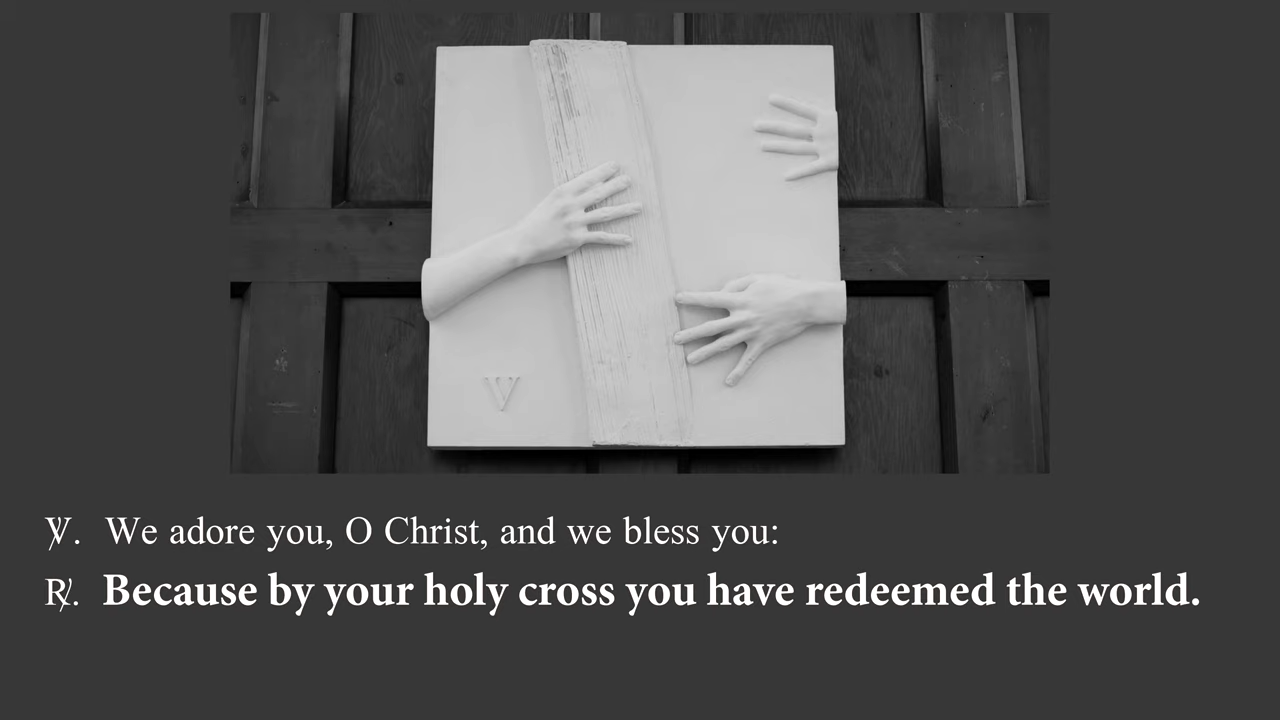 V
℣. We adore you, O Christ, and we bless you:
℟. Because by your holy cross you have redeemed the world.